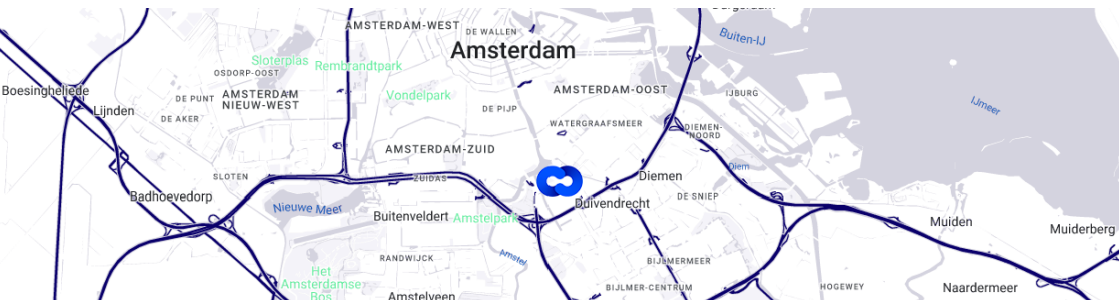 AMSTERDAM-WEST
DE WALLEN
Buiten-IJ
Amsterdam
Sloterplas
Rembrandtpark
OSDORP-OOST
Boesingheliede
AMSTERDAM
NIEUW-WEST
Vondelpark
AMSTERDAM-OOST
IJBURG
DE PUNT
DE PIJP
IJmeer
Lijnden
DE AKER
WATERGRAAFSMEER
DIEMEN-
NOORD
AMSTERDAM-ZUID
Diem
SLOTEN
ZUIDAS
Diemen
Badhoevedorp
DE SNIEP
Nieuwe Meer
Buitenveldert
Amstelpark
Duivendrecht
Muiden
Muiderberg
RANDWIJCK
Amstel
BIJLMERMEER
Het
Amsterdamse
Bos
Amstelveen
BIJLMER-CENTRUM
HOGEWEY
Naardermeer